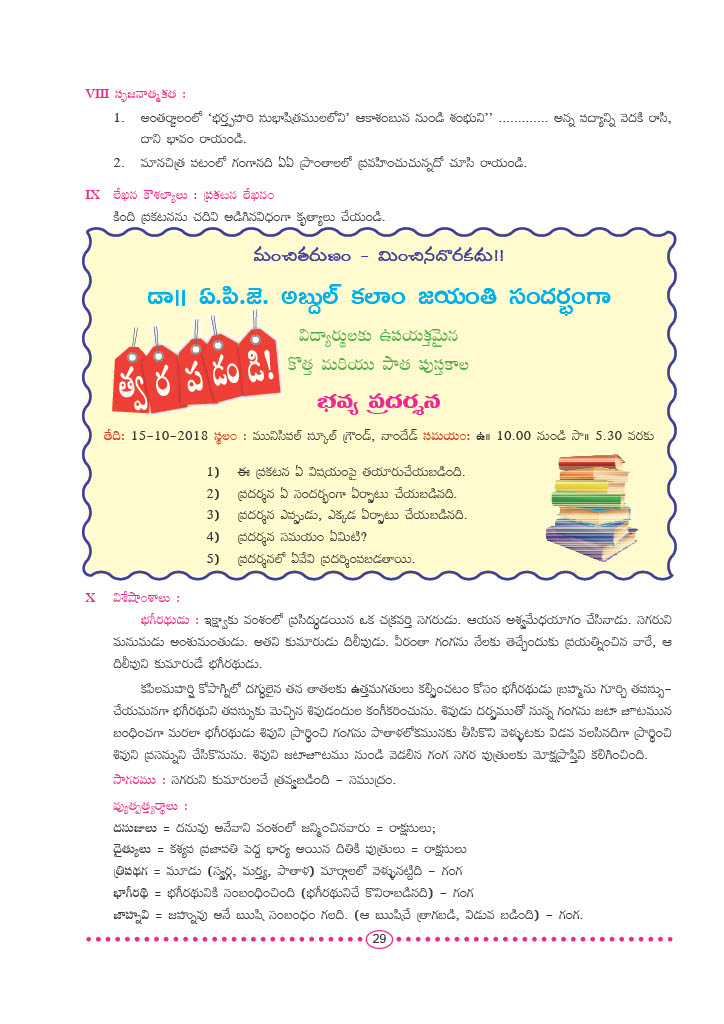 VIII సృజనాత్మకత :
1. అంతర్జాలంలో ‘భర్తృహరి సుభాషితములలోని’ ఆకాశంబున నుండి శంభుని’’ ............. అన్న పద్యాన్ని వెదకి రాసి,
దాని భావం రాయండి.
2. మానచిత్ర పటంలో గంగానది ఏఏ ప్రాంతాలలో ప్రవహించుచున్నదో చూసి రాయండి.
IX లేఖన కౌశల్యాలు : ప్రకటన లేఖనం
కింది ప్రకటనను చదివి అడిగినవిధంగా కృత్యాలు చేయండి.
మంచితరుణం – మించినదొరకదు!!
డా॥ ఏ.పి.జె. అబ్దుల్ కలాం జయంతి సందర్భంగా
త్వరపడండి!
విద్యార్థులకు ఉపయుక్తమైన
కొత్త మరియు పాత పుస్తకాల
భవ్య ప్రదర్శన
తేది: 15–10–2018 స్థలం : మునిసిపల్ స్కూల్ గ్రౌండ్, నాందేడ్ సమయం: ఉ॥ 10.00 నుండి సా॥ 5.30 వరకు
1) ఈ ప్రకటన ఏ విషయంపై తయారుచేయబడింది.
2) ప్రదర్శన ఏ సందర్భంగా ఏర్పాటు చేయబడినది.
3) ప్రదర్శన ఎప్పుడు, ఎక్కడ ఏర్పాటు చేయబడినది.
4) ప్రదర్శన సమయం ఏమిటి?
5) ప్రదర్శనలో ఏవేవి ప్రదర్శింపబడతాయి.
X విశేషాంశాలు :
భగీరథుడు : ఇక్ష్వాకు వంశంలో ప్రసిద్ధుడయిన ఒక చక్రవర్తి సగరుడు. ఆయన అశ్వమేధయాగం చేసినాడు. సగరుని
మనుమడు అంశుమంతుడు. అతని కుమారుడు దిలీపుడు. వీరంతా గంగను నేలకు తెచ్చేందుకు ప్రయత్నించిన వారే, ఆ
దిలీపుని కుమారుడే భగీరథుడు.
కపిలమహర్షి కోపాగ్నిలో దగ్ధులైన తన తాతలకు ఉత్తమగతులు కల్పించటం కోసం భగీరథుడు బ్రహ్మను గూర్చి తపస్సు–
చేయమనగా భగీరథుని తపస్సుకు మెచ్చిన శివుడందుల కంగీకరించును. శివుడు దర్పముతో నున్న గంగను జటా జూటమున
బంధించగా మరలా భగీరథుడు శివుని ప్రార్థించి గంగను పాతాళలోకమునకు తీసికొని వెళ్ళుటకు విడవ వలసినదిగా ప్రార్థించి
శివుని ప్రసన్నుని చేసికొనును. శివుని జటాజూటము నుండి వెడలిన గంగ సగర పుత్రులకు మోక్షప్రాప్తిని కలిగించింది.
సాగరము : సగరుని కుమారులచే త్రవ్వబడింది – సముద్రం.
వ్యుత్పత్త్యర్థాలు :
దనుజులు = దనువు అనేవాని వంశంలో జన్మించినవారు = రాక్షసులు;
దైత్యులు = కశ్యప ప్రజాపతి పెద్ద భార్య అయిన దితికి పుత్రులు = రాక్షసులు
త్రిపథగ = మూడు (స్వర్గ, మర్త్య, పాతాళ) మార్గాలలో వెళ్ళునట్టిది – గంగ
భాగీరథి = భగీరథునికి సంబంధించింది (భగీరథునిచే కొనిరాబడినది) – గంగ
జాహ్నవి = జహ్నువు అనే ఋషి సంబంధం గలది. (ఆ ఋషిచే త్రాగబడి, విడువ బడింది) – గంగ.
29